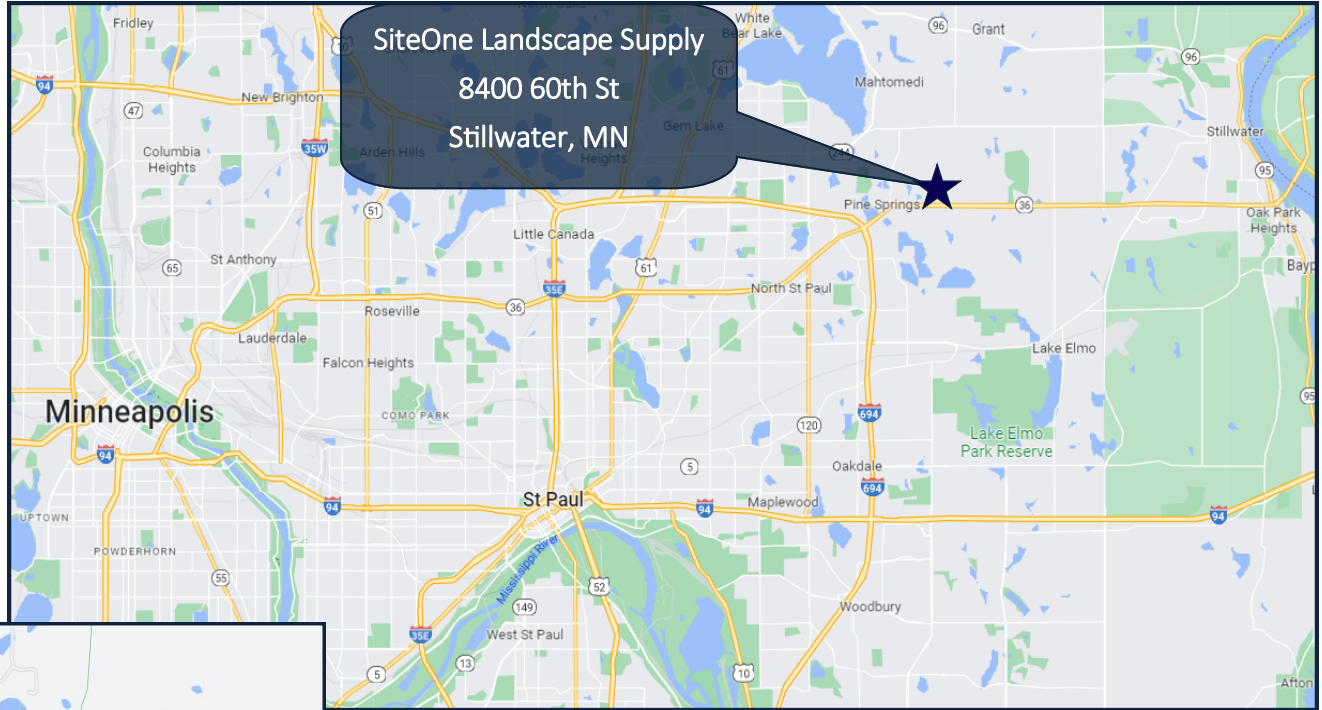 SiteOne Landscape Supply
8400 60th St
Stillwater, MN
Fridley
White
Bear Lake
96
Grant
96
94
New Brighton
47
61
Mahtomedi
Gem Lake
Stillwater
35W
Columbia
Heights
Arden Hills
Heights
244
95
51
Pine Springs
36
Oak Park
Heights
Little Canada
65
St Anthony
61
Bayp
35E
North St Paul
36
Roseville
Lauderdale
Falcon Heights
Lake Elmo
95
Minneapolis
COMO PARK
694
120
Lake Elmo
Park Reserve
94
5
Oakdale
694
St Paul
Maplewood
94
94
94
UPTOWN
POWDERHORN
Mississippi River
55
52
149
Woodbury
35E
West St Paul
13
5
10
Afton